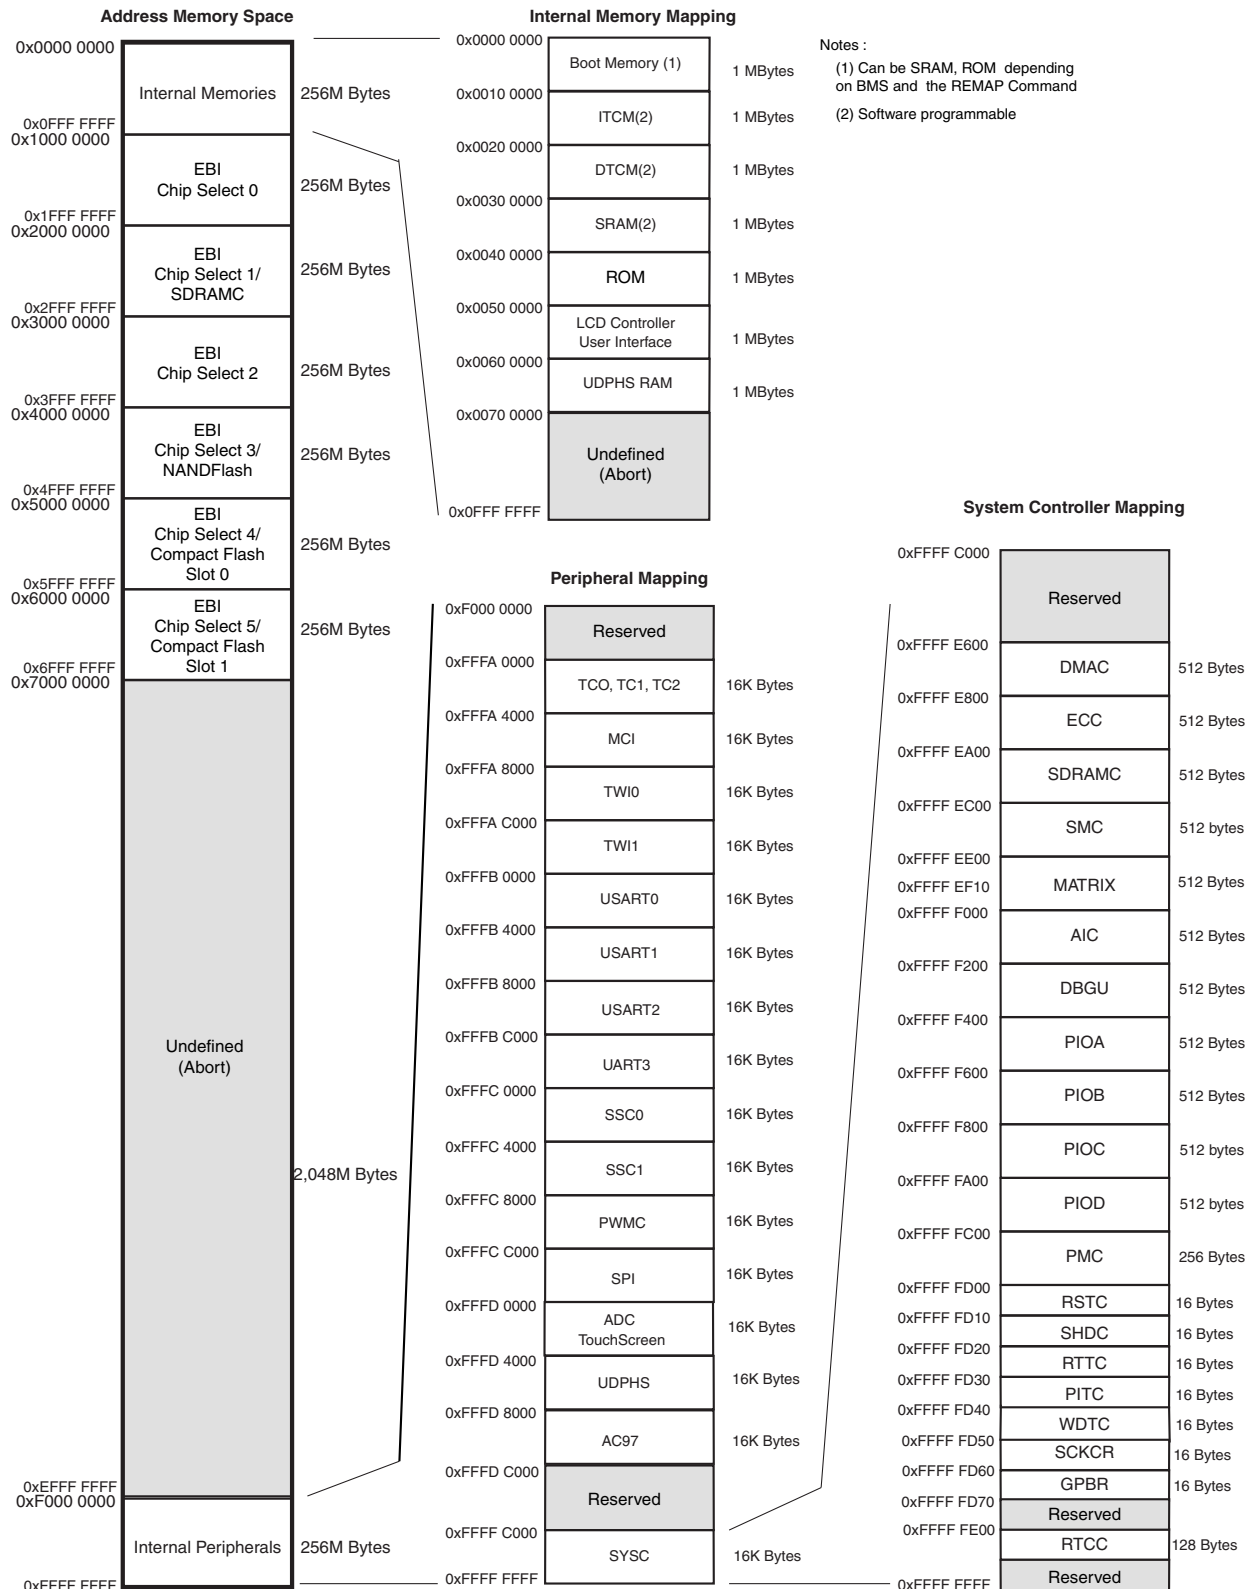 Address Memory Space
0x0000 0000
Internal Memories
256M Bytes
0x0FFF FFFF
0x1000 0000
EBI
Chip Select 0
256M Bytes
0x1FFF FFFF
0x2000 0000
EBI
Chip Select 1/
SDRAMC
256M Bytes
0x2FFF FFFF
0x3000 0000
EBI
Chip Select 2
256M Bytes
0x3FFF FFFF
0x4000 0000
EBI
Chip Select 3/
NANDFlash
256M Bytes
0x4FFF FFFF
0x5000 0000
EBI
Chip Select 4/
Compact Flash
Slot 0
256M Bytes
0x5FFF FFFF
0x6000 0000
EBI
Chip Select 5/
Compact Flash
Slot 1
256M Bytes
0x6FFF FFFF
0x7000 0000
Undefined
(Abort)
2,048M Bytes
0xEFFF FFFF
0xF000 0000
Internal Peripherals
256M Bytes
0xFFFF FFFF
Internal Memory Mapping
0x0000 0000
Boot Memory (1)
1 MBytes
0x0010 0000
ITCM(2)
1 MBytes
0x0020 0000
DTCM(2)
1 MBytes
0x0030 0000
SRAM(2)
1 MBytes
0x0040 0000
ROM
1 MBytes
0x0050 0000
LCD Controller
User Interface
1 MBytes
0x0060 0000
UDPHS RAM
1 MBytes
0x0070 0000
Undefined
(Abort)
0x0FFF FFFF
Notes :
(1) Can be SRAM, ROM depending
on BMS and the REMAP Command
(2) Software programmable
Peripheral Mapping
0xF000 0000
Reserved
0xFFFA 0000
TCO, TC1, TC2
16K Bytes
0xFFFA 4000
MCI
16K Bytes
0xFFFA 8000
TWI0
16K Bytes
0xFFFA C000
TWI1
16K Bytes
0xFFFB 0000
USART0
16K Bytes
0xFFFB 4000
USART1
16K Bytes
0xFFFB 8000
USART2
16K Bytes
0xFFFB C000
UART3
16K Bytes
0xFFFC 0000
SSC0
16K Bytes
0xFFFC 4000
SSC1
16K Bytes
0xFFFC 8000
PWMC
16K Bytes
0xFFFC C000
SPI
16K Bytes
0xFFFD 0000
ADC
TouchScreen
16K Bytes
0xFFFD 4000
UDPHS
16K Bytes
0xFFFD 8000
AC97
16K Bytes
0xFFFD C000
Reserved
0xFFFF C000
SYSC
16K Bytes
0xFFFF FFFF
System Controller Mapping
0xFFFF C000
Reserved
0xFFFF E600
DMAC
512 Bytes
0xFFFF E800
ECC
512 Bytes
0xFFFF EA00
SDRAMC
512 Bytes
0xFFFF EC00
SMC
512 bytes
0xFFFF EE00
0xFFFF EF10
MATRIX
512 Bytes
0xFFFF F000
AIC
512 Bytes
0xFFFF F200
DBGU
512 Bytes
0xFFFF F400
PIOA
512 Bytes
0xFFFF F600
PIOB
512 Bytes
0xFFFF F800
PIOC
512 bytes
0xFFFF FA00
PIOD
512 bytes
0xFFFF FC00
PMC
256 Bytes
0xFFFF FD00
RSTC
16 Bytes
0xFFFF FD10
SHDC
16 Bytes
0xFFFF FD20
RTTC
16 Bytes
0xFFFF FD30
PITC
16 Bytes
0xFFFF FD40
WDTC
16 Bytes
0xFFFF FD50
SCKCR
16 Bytes
0xFFFF FD60
GPBR
16 Bytes
0xFFFF FD70
Reserved
0xFFFF FE00
RTCC
128 Bytes
Reserved
0xFFFF FFFF